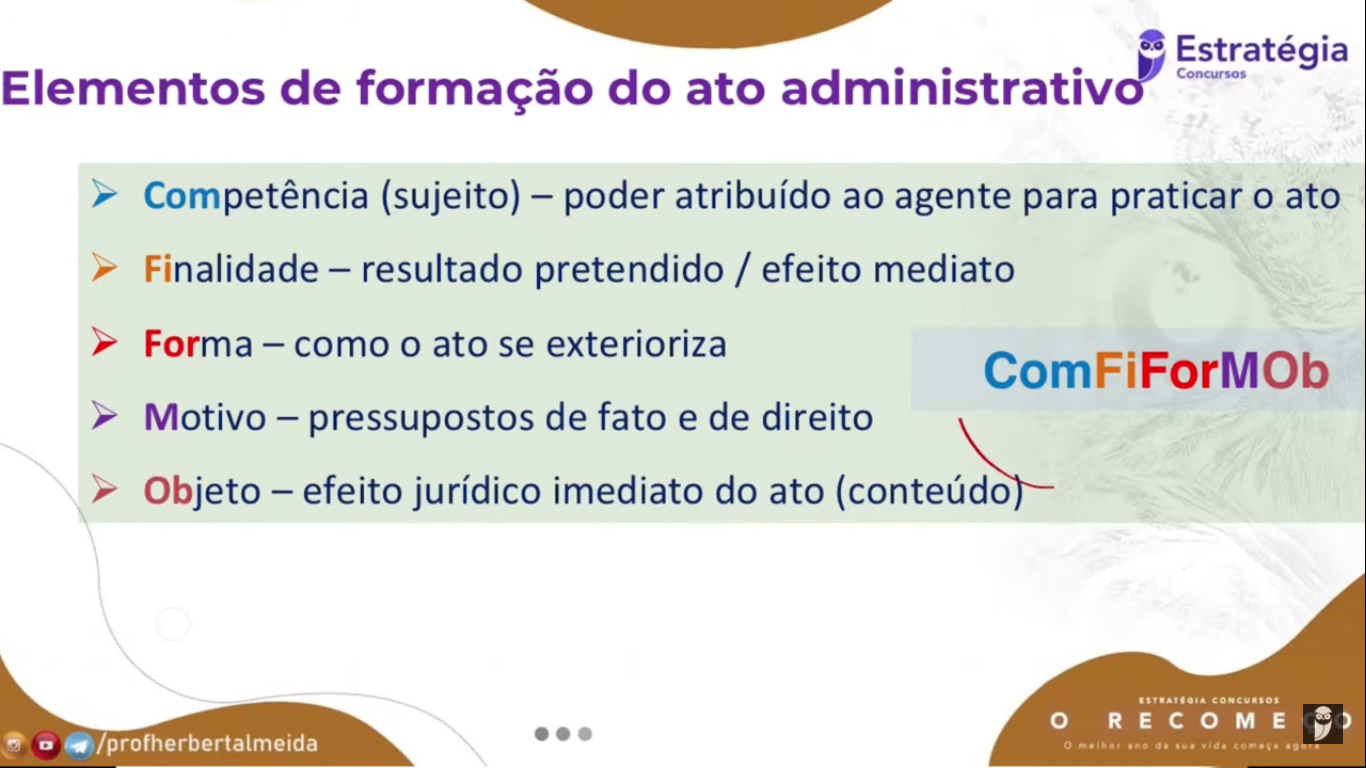 Estratégia
Concursos
Elementos de formação do ato administrativo
Competência (sujeito) – poder atribuído ao agente para praticar o ato
Finalidade – resultado pretendido / efeito mediato
Forma – como o ato se exterioriza
ComFiForMOb
Motivo – pressupostos de fato e de direito
Objeto – efeito jurídico imediato do ato (conteúdo)
/profherbertalmeida
ESTRATÉGIA CONCURSOS
O melhor ano da sua vida começa agora